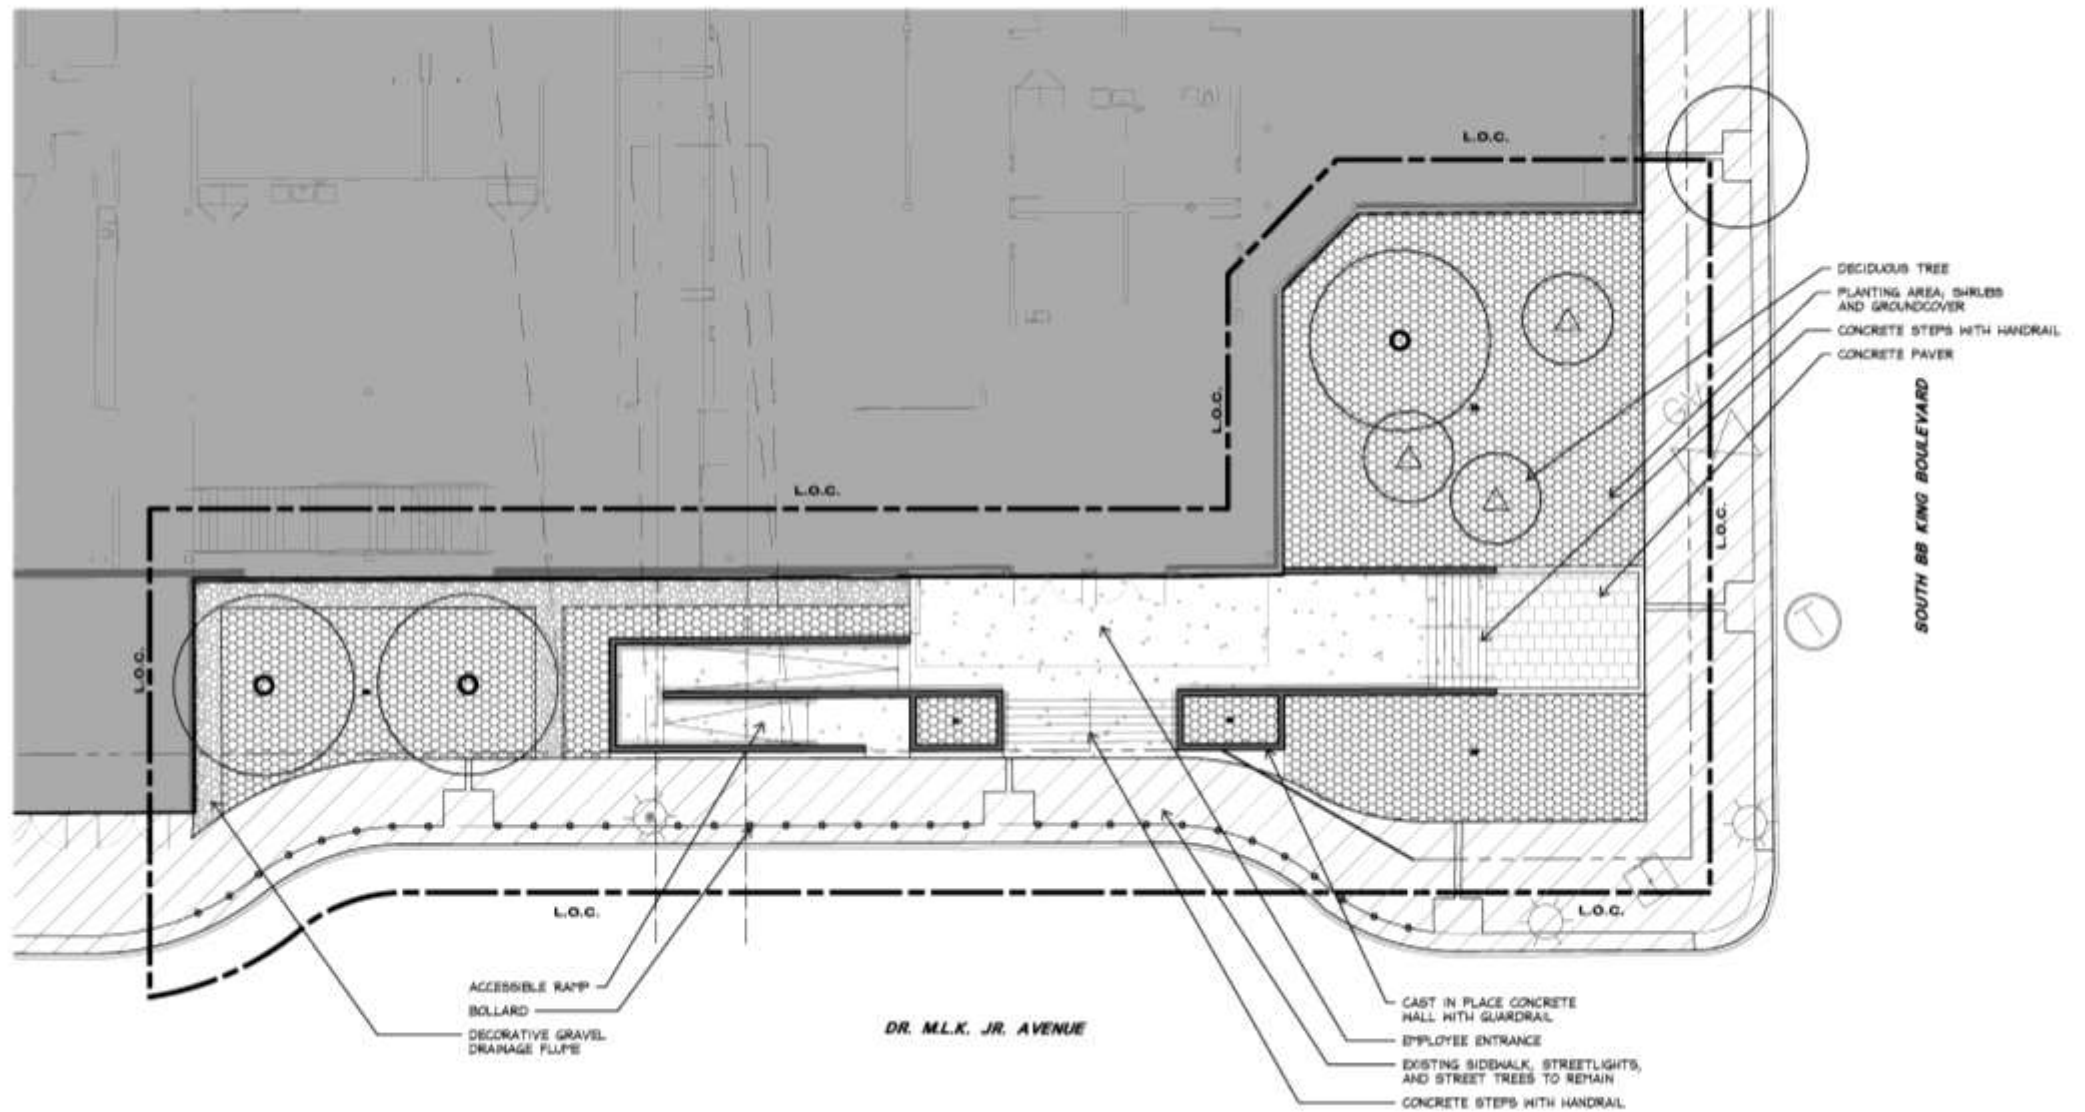 L.O.C.
DECIDUOUS TREE
PLANTING AREA; SHRUBS
AND GROUNDCOVER
CONCRETE STEPS WITH HANDRAIL
CONCRETE PAVER
L.O.C.
SOUTH BB KING BOULEVARD
L.O.C.
L.O.C.
L.O.C.
L.O.C.
L.O.C.
ACCESSIBLE RAMP
BOLLARD
DECORATIVE GRAVEL
DRAINAGE FLUME
DR. M.L.K. JR. AVENUE
CAST IN PLACE CONCRETE
WALL WITH GUARDRAIL
EMPLOYEE ENTRANCE
EXISTING SIDEWALK, STREETLIGHTS,
AND STREET TREES TO REMAIN
CONCRETE STEPS WITH HANDRAIL